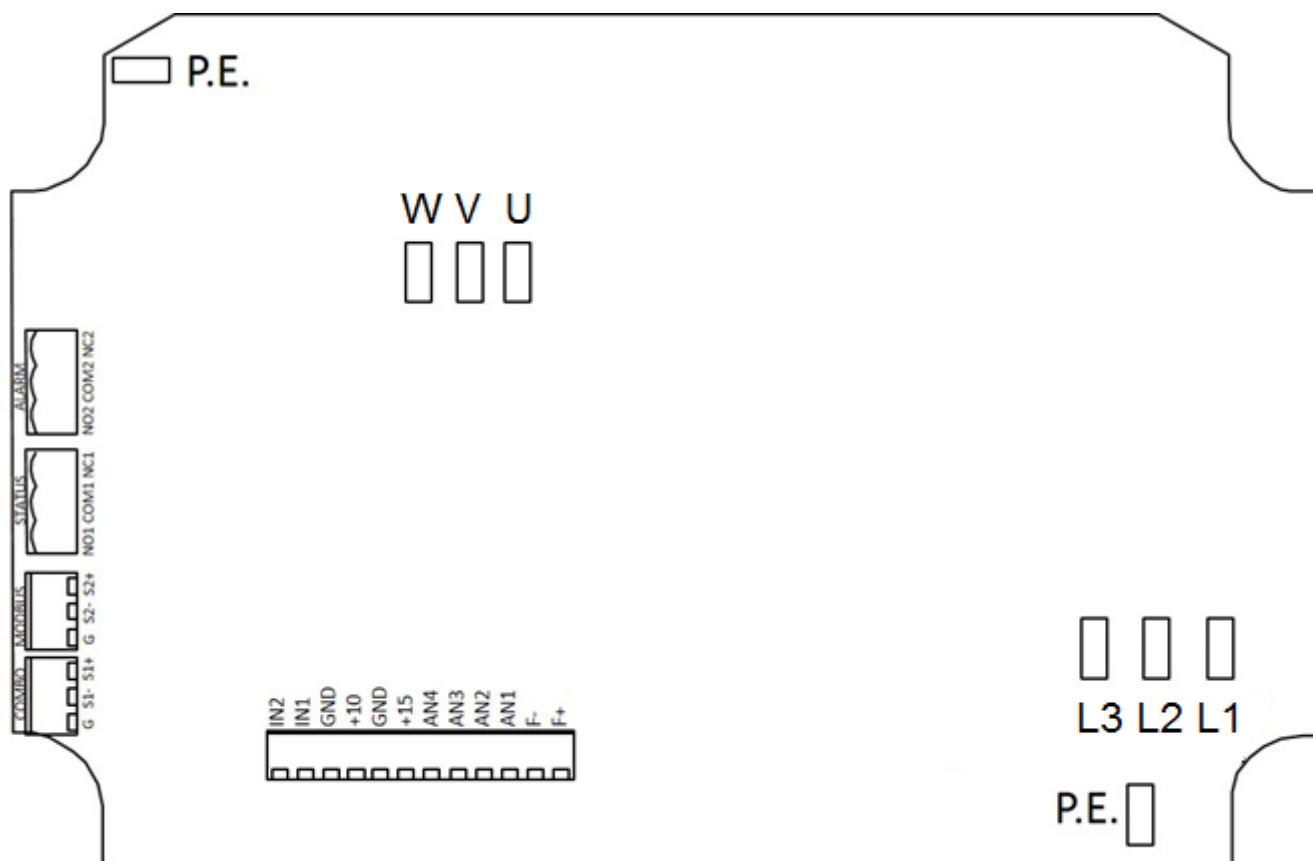 P.E.
W V U
ALARM
NO2 COM2 NC2
STATUS
NO1 COM1 NC1
MODBUS
G S2- S2+
COMBO
G S1- S1+
IN2
IN1
GND
+10
GND
+15
AN4
AN3
AN2
AN1
F-
F+
L3 L2 L1
P.E.